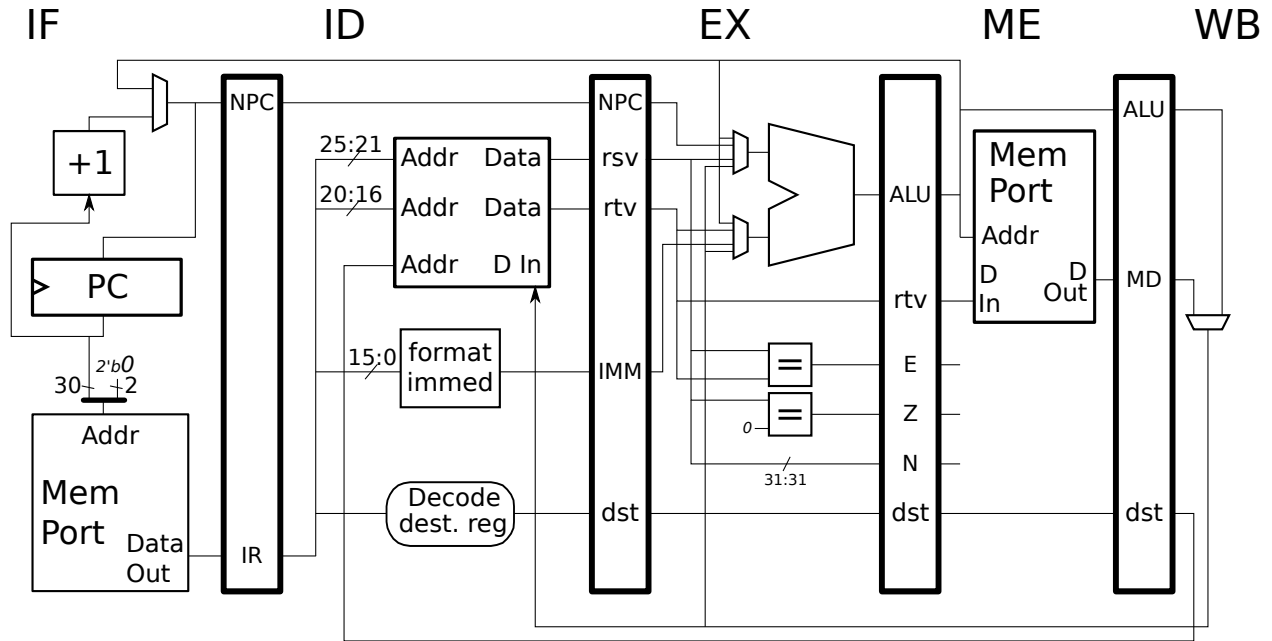 IF ID EX ME WB
NPC NPC ALU
+1
25:21 Addr Data rsv
20:16 Addr Data rtv
Mem
Port
ALU
Addr D In
Addr
PC
D
In
D
Out
MD
rtv
2'b0
30 2
15:0 format
immed
IMM
E
Addr
0
Z
N
31:31
Mem
Port
Decode
dest. reg
dst dst dst
Data
Out
IR